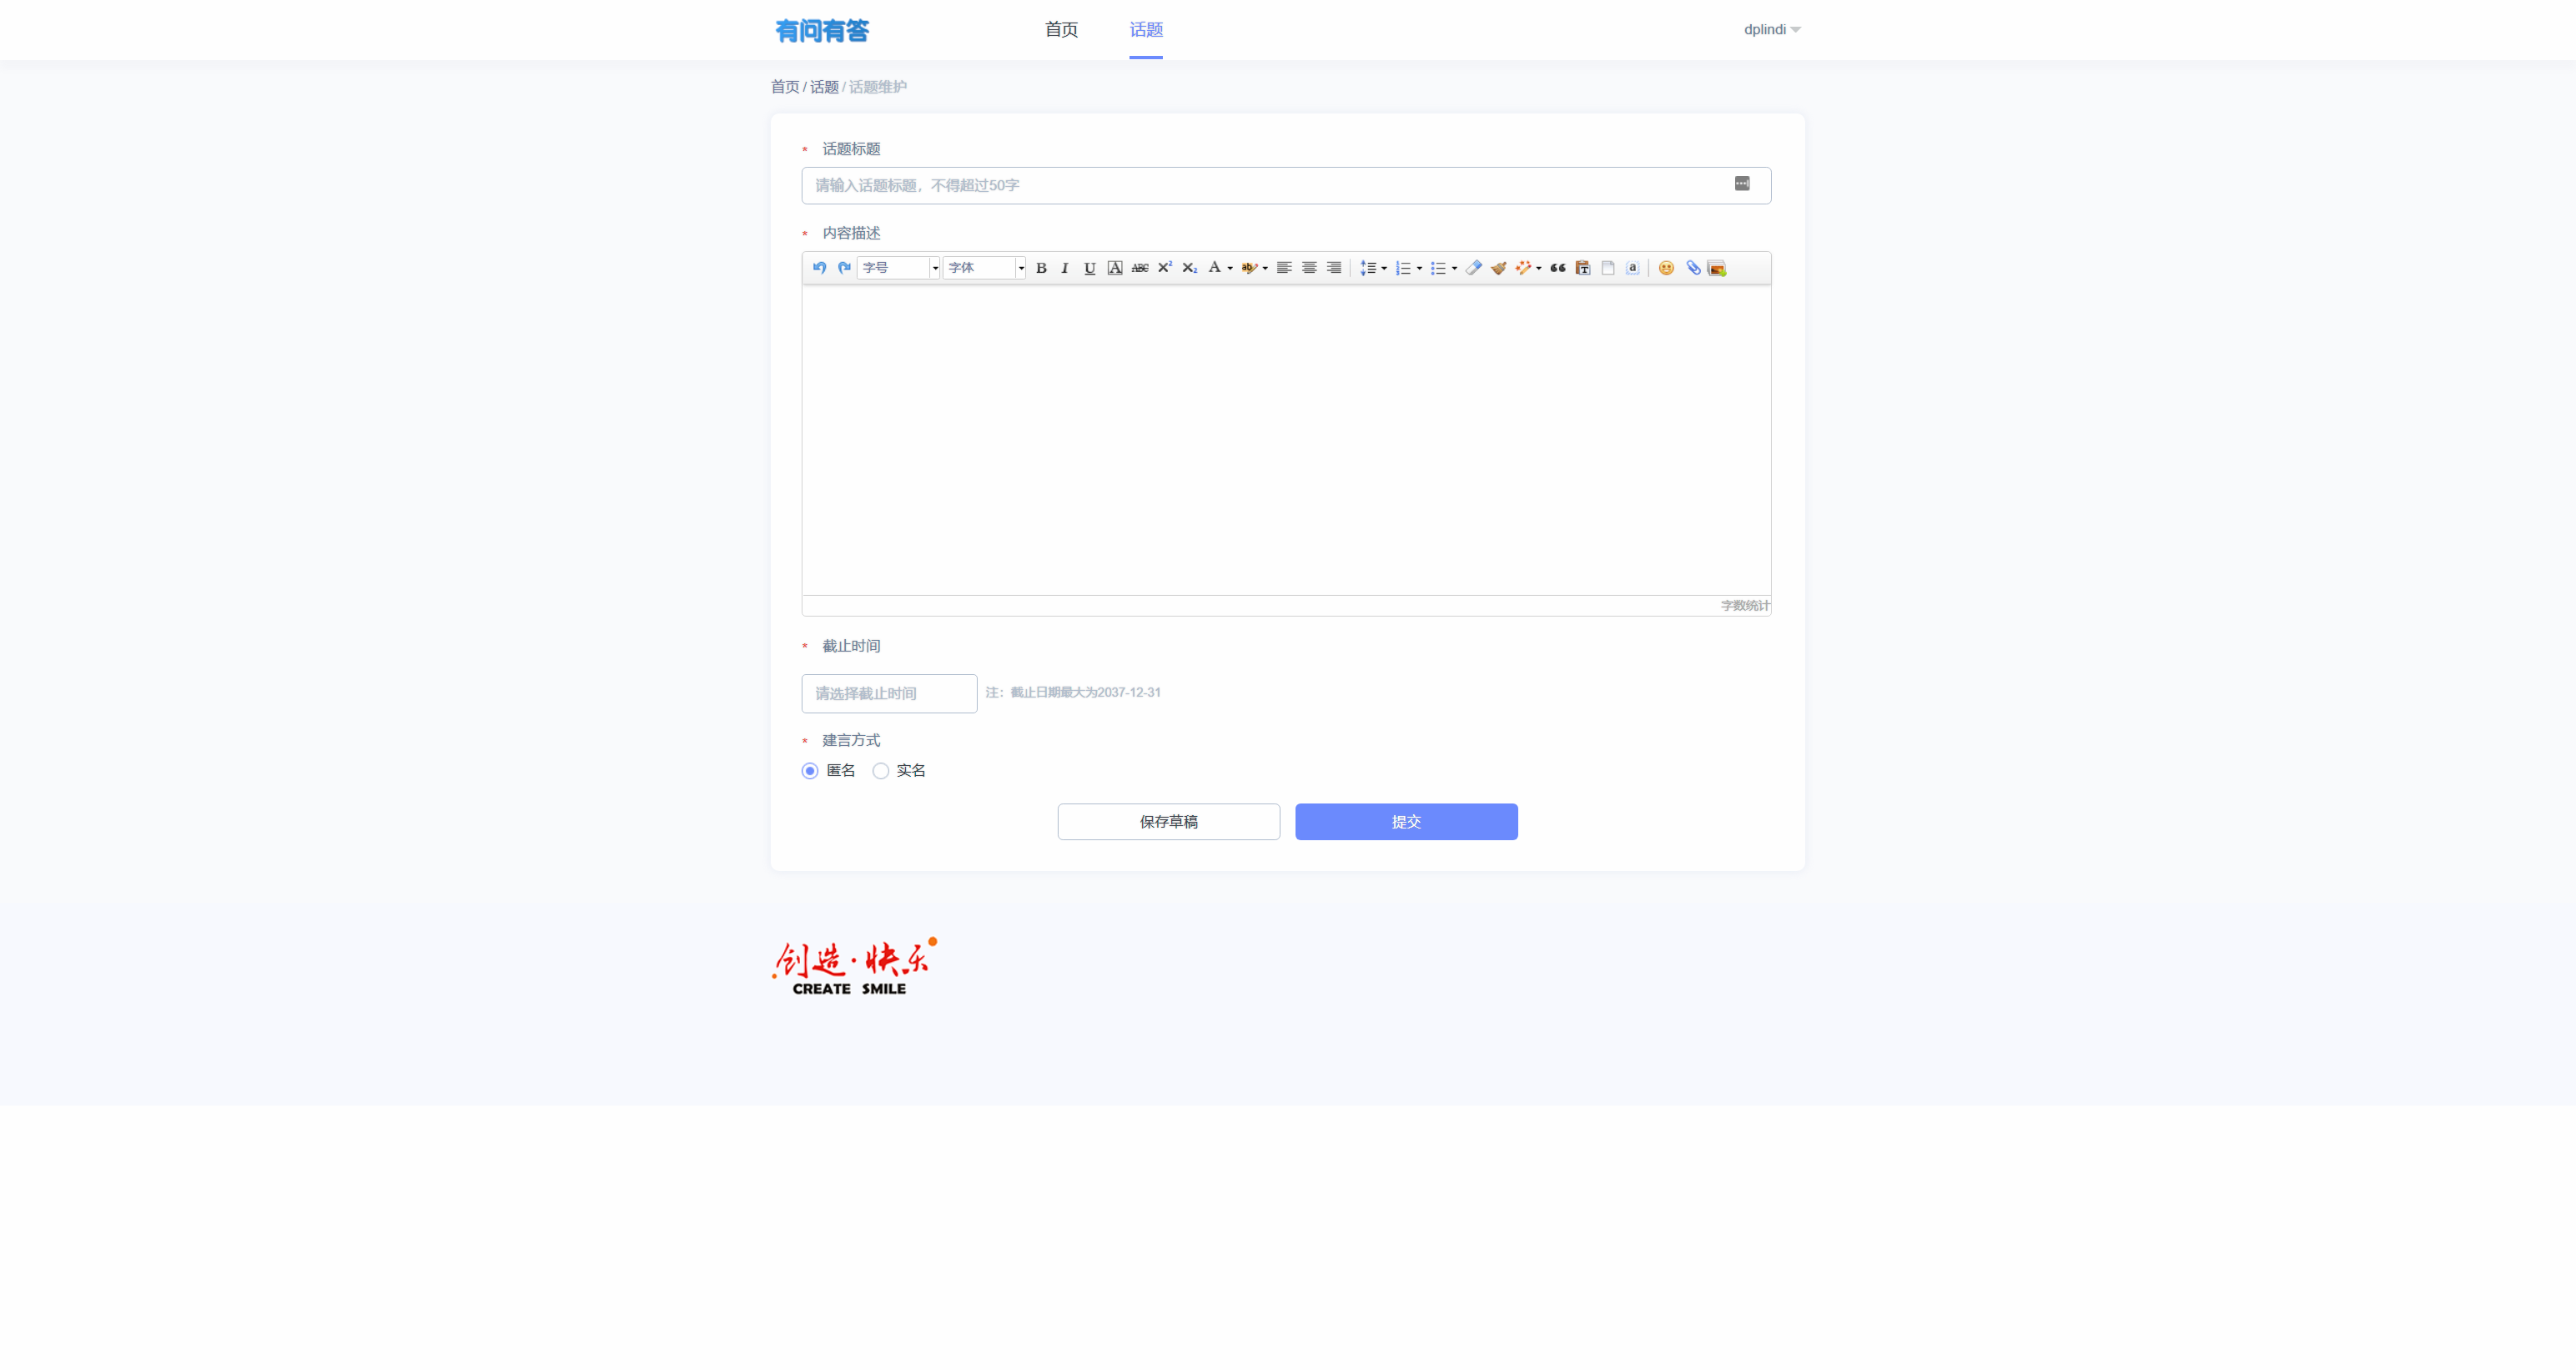 有问有答 首页 话题 dplindi
首页 / 话题 / 话题维护
* 话题标题
请输入话题标题，不得超过50字
* 内容描述
字号 字体 B I U A ABC X² X₂ A ab a
字数统计
* 截止时间
请选择截止时间 注：截止日期最大为2037-12-31
* 建言方式
匿名 实名
保存草稿 提交
创造·快乐
CREATE SMILE